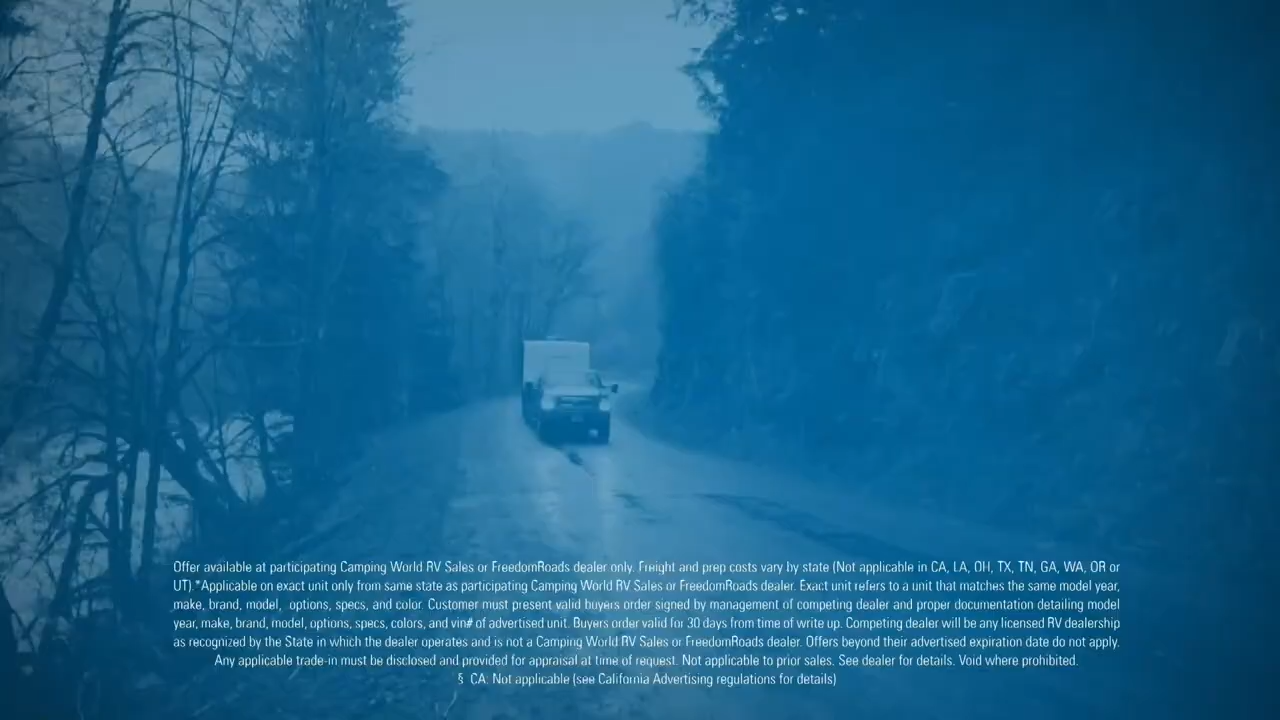 Offer available at participating Camping World RV Sales or FreedomRoads dealer only. Freight and prep costs vary by state (Not applicable in CA, LA, OH, TX, TN, GA, WA, OR or
UT).*Applicable on exact unit only from same state as participating Camping World RV Sales or FreedomRoads dealer. Exact unit refers to a unit that matches the same model year,
make, brand, model, options, specs, and color. Customer must present valid buyers order signed by management of competing dealer and proper documentation detailing model
year, make, brand, model, options, specs, colors, and vin# of advertised unit. Buyers order valid for 30 days from time of write up. Competing dealer will be any licensed RV dealership
as recognized by the State in which the dealer operates and is not a Camping World RV Sales or FreedomRoads dealer. Offers beyond their advertised expiration date do not apply.
Any applicable trade-in must be disclosed and provided for appraisal at time of request. Not applicable to prior sales. See dealer for details. Void where prohibited.
§ CA: Not applicable (see California Advertising regulations for details)